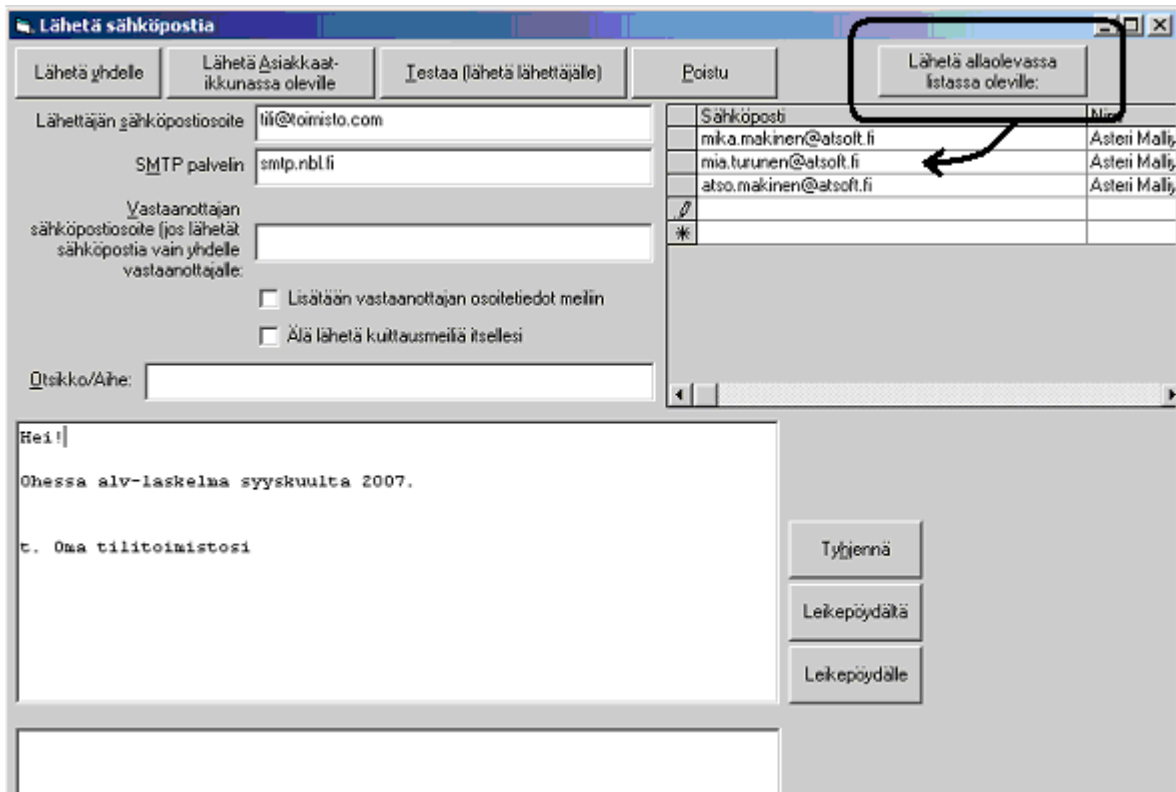 Lähetä sähköpostia
Lähetä yhdelle
Lähetä Asiakkaat-
ikkunassa oleville
Testaa (lähetä lähettäjälle)
Poistu
Lähetä allaolevassa
listassa oleville:
Lähettäjän sähköpostiosoite
tili@toimisto.com
SMTP palvelin
smtp.nbl.fi
Vastaanottajan
sähköpostiosoite (jos lähetät
sähköpostia vain yhdelle
vastaanottajalle:
Lisätään vastaanottajan osoitetiedot meiliin
Älä lähetä kuittausmeiliä itsellesi
Otsikko/Aihe:
Sähköposti
mika.makinen@atsoft.fi Asteri Mallij
mia.turunen@atsoft.fi Asteri Mallij
atso.makinen@atsoft.fi Asteri Mallij
Hei!
Ohessa alv-laskelma syyskuulta 2007.
t. Oma tilitoimistosi
Tyhjennä
Leikepöydältä
Leikepöydälle